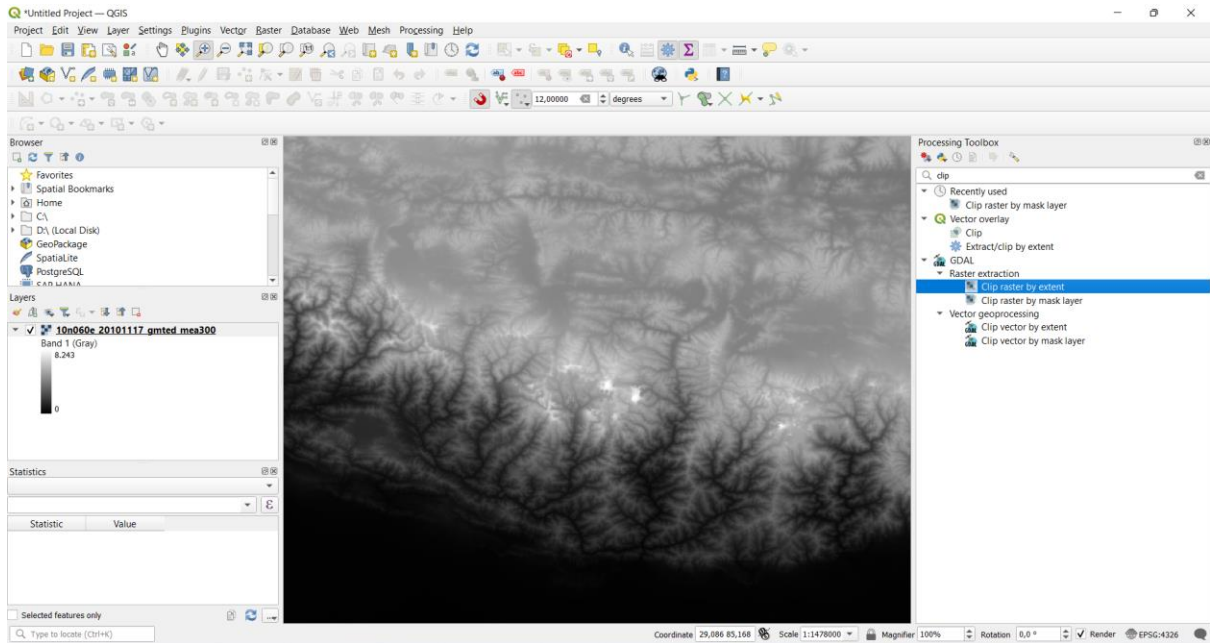 *Untitled Project — QGIS
Project Edit View Layer Settings Plugins Vector Raster Database Web Mesh Processing Help
12,00000 degrees
Browser
Favorites
Spatial Bookmarks
Home
C:\
D:\ (Local Disk)
GeoPackage
SpatiaLite
PostgreSQL
SAP HANA
Layers
10n060e_20101117_gmted_mea300
Band 1 (Gray)
8.243
0
Statistics
Statistic Value
Selected features only
Processing Toolbox
clip
Recently used
Clip raster by mask layer
Vector overlay
Clip
Extract/clip by extent
GDAL
Raster extraction
Clip raster by extent
Clip raster by mask layer
Vector geoprocessing
Clip vector by extent
Clip vector by mask layer
Type to locate (Ctrl+K)
Coordinate 29,086 85,168 Scale 1:1478000 Magnifier 100% Rotation 0,0 ° Render EPSG:4326